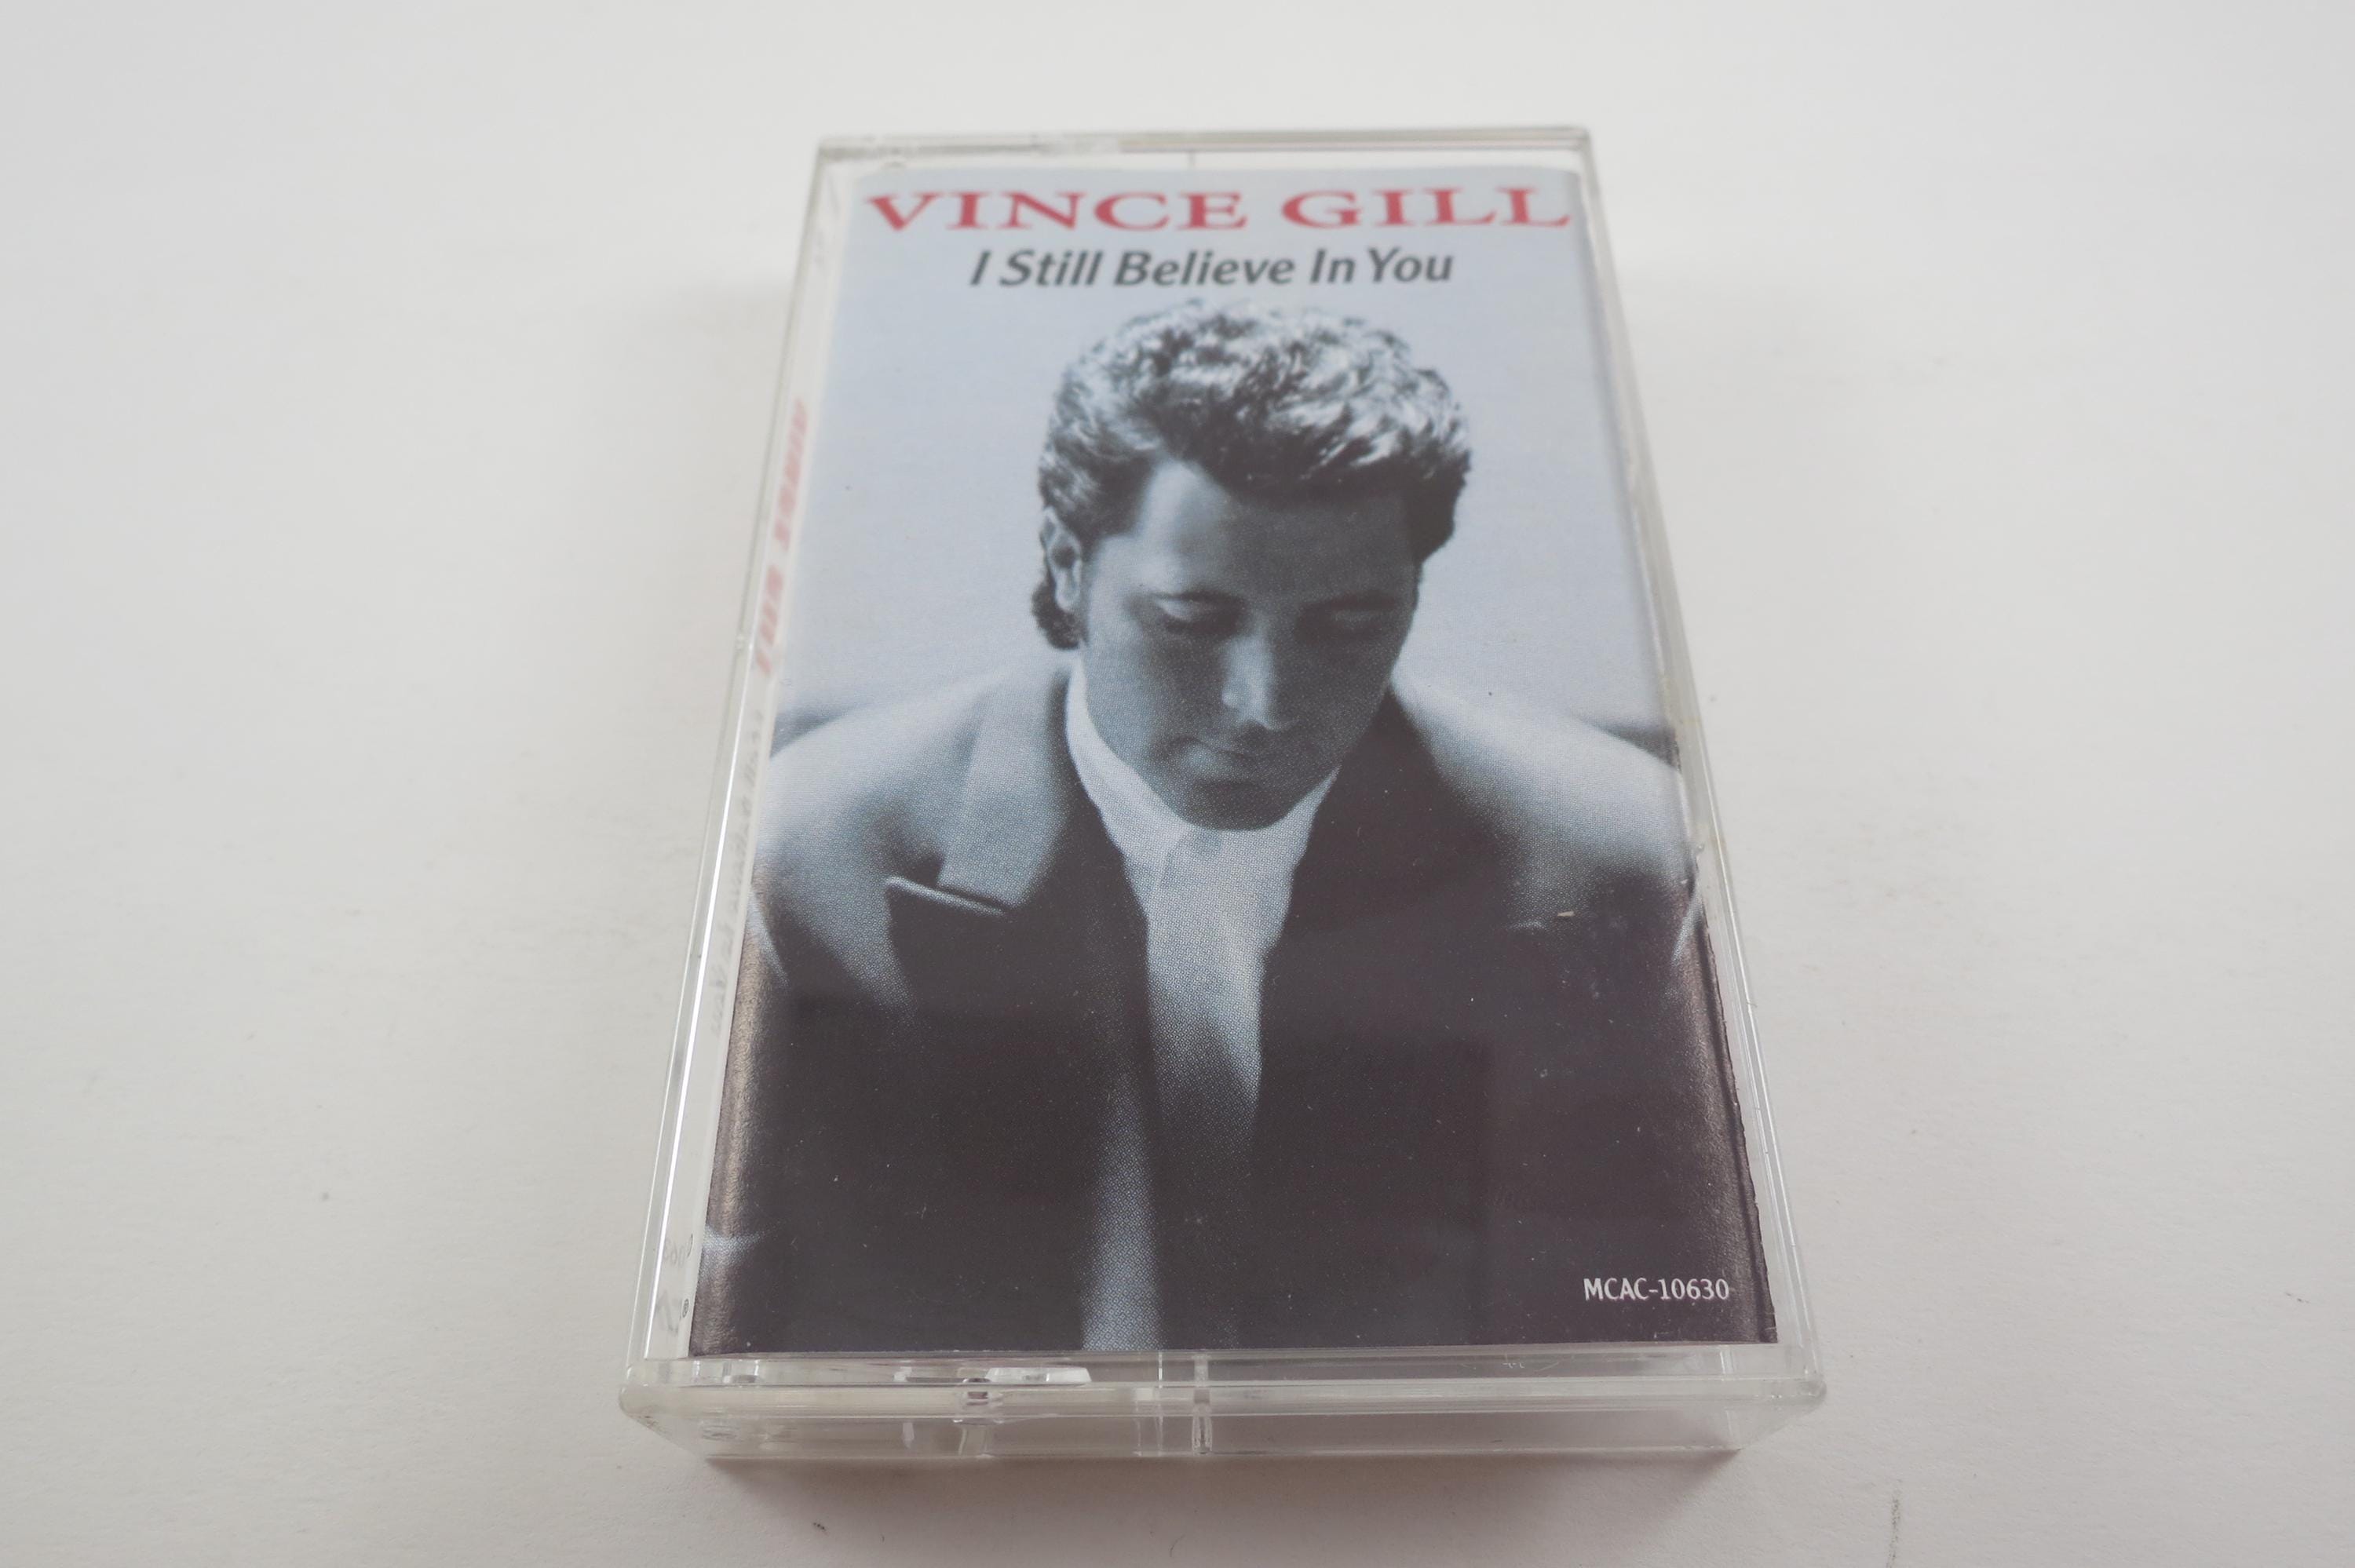 VINCE GILL
I Still Believe In You
MCAC-10630